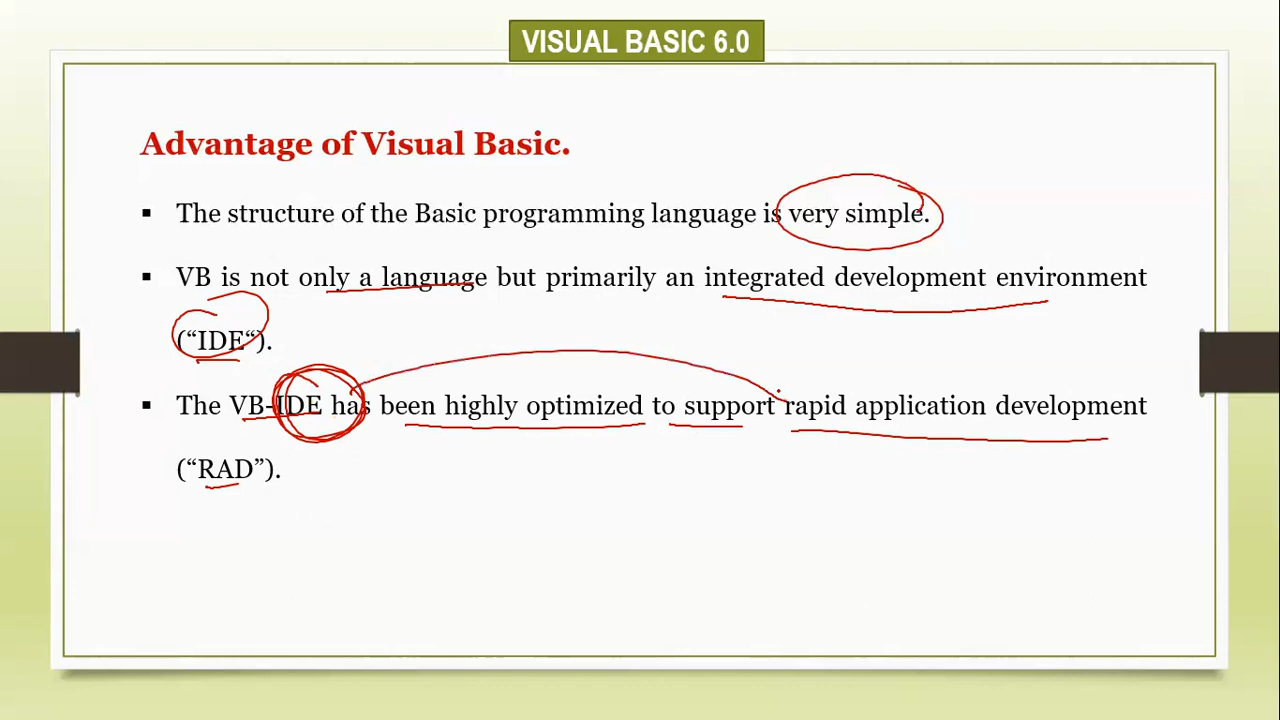 VISUAL BASIC 6.0
Advantage of Visual Basic.
▪ The structure of the Basic programming language is very simple.
▪ VB is not only a language but primarily an integrated development environment
(“IDE“).
▪ The VB-IDE has been highly optimized to support rapid application development
(“RAD”).